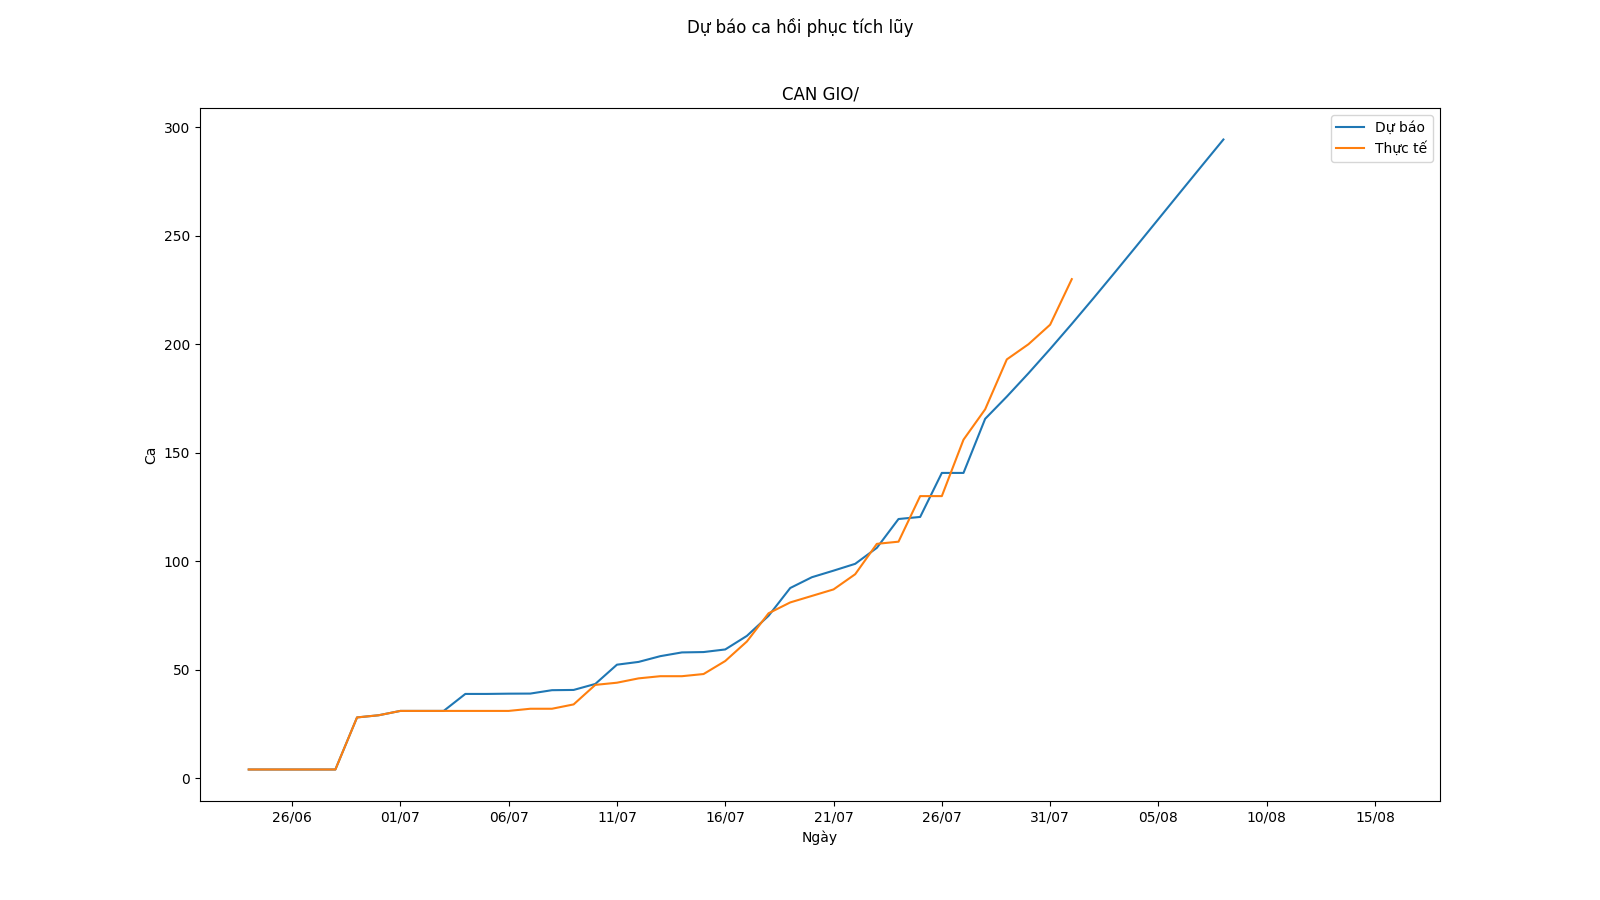 Dự báo ca hồi phục tích lũy
CAN GIO/
Dự báo
Thực tế
300
250
200
150
100
50
0
Ca
26/06 01/07 06/07 11/07 16/07 21/07 26/07 31/07 05/08 10/08 15/08
Ngày